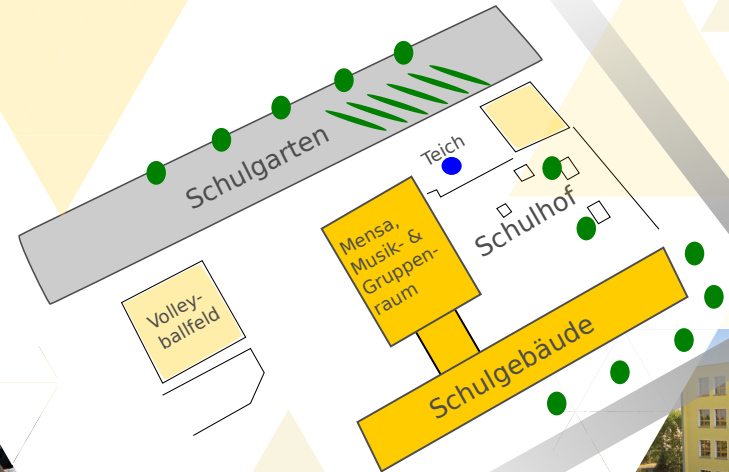 Schulgarten
Teich
Mensa,
Musik- &
Gruppen-
raum
Schulhof
Volley-
ballfeld
Schulgebäude